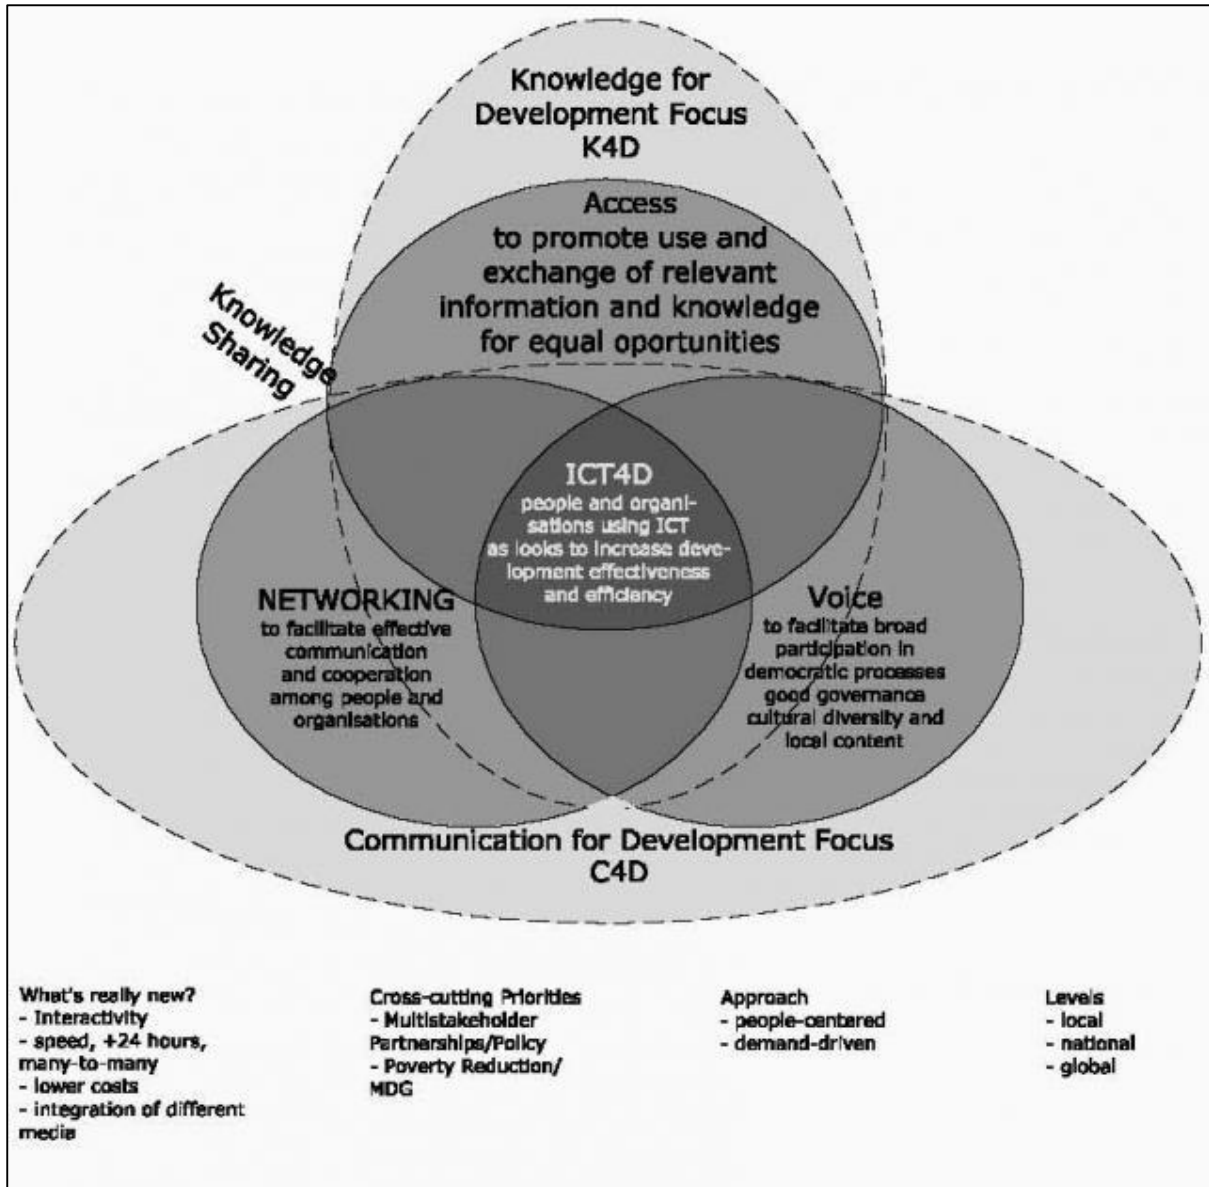 Knowledge for
Development Focus
K4D
Access
to promote use and
exchange of relevant
information and knowledge
for equal oportunities
Knowledge
Sharing
ICT4D
people and organi-
sations using ICT
as looks to increase deve-
lopment effectiveness
and efficiency
NETWORKING
to facilitate effective
communication
and cooperation
among people and
organisations
Voice
to facilitate broad
participation in
democratic processes
good governance
cultural diversity and
local content
Communication for Development Focus
C4D
What's really new?
- Interactivity
- speed, +24 hours,
many-to-many
- lower costs
- integration of different
media
Cross-cutting Priorities
- Multistakeholder
Partnerships/Policy
- Poverty Reduction/
MDG
Approach
- people-centered
- demand-driven
Levels
- local
- national
- global